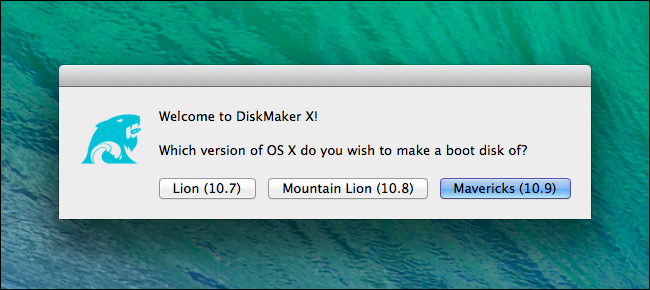 Welcome to DiskMaker X!
Which version of OS X do you wish to make a boot disk of?
Lion (10.7) Mountain Lion (10.8) Mavericks (10.9)